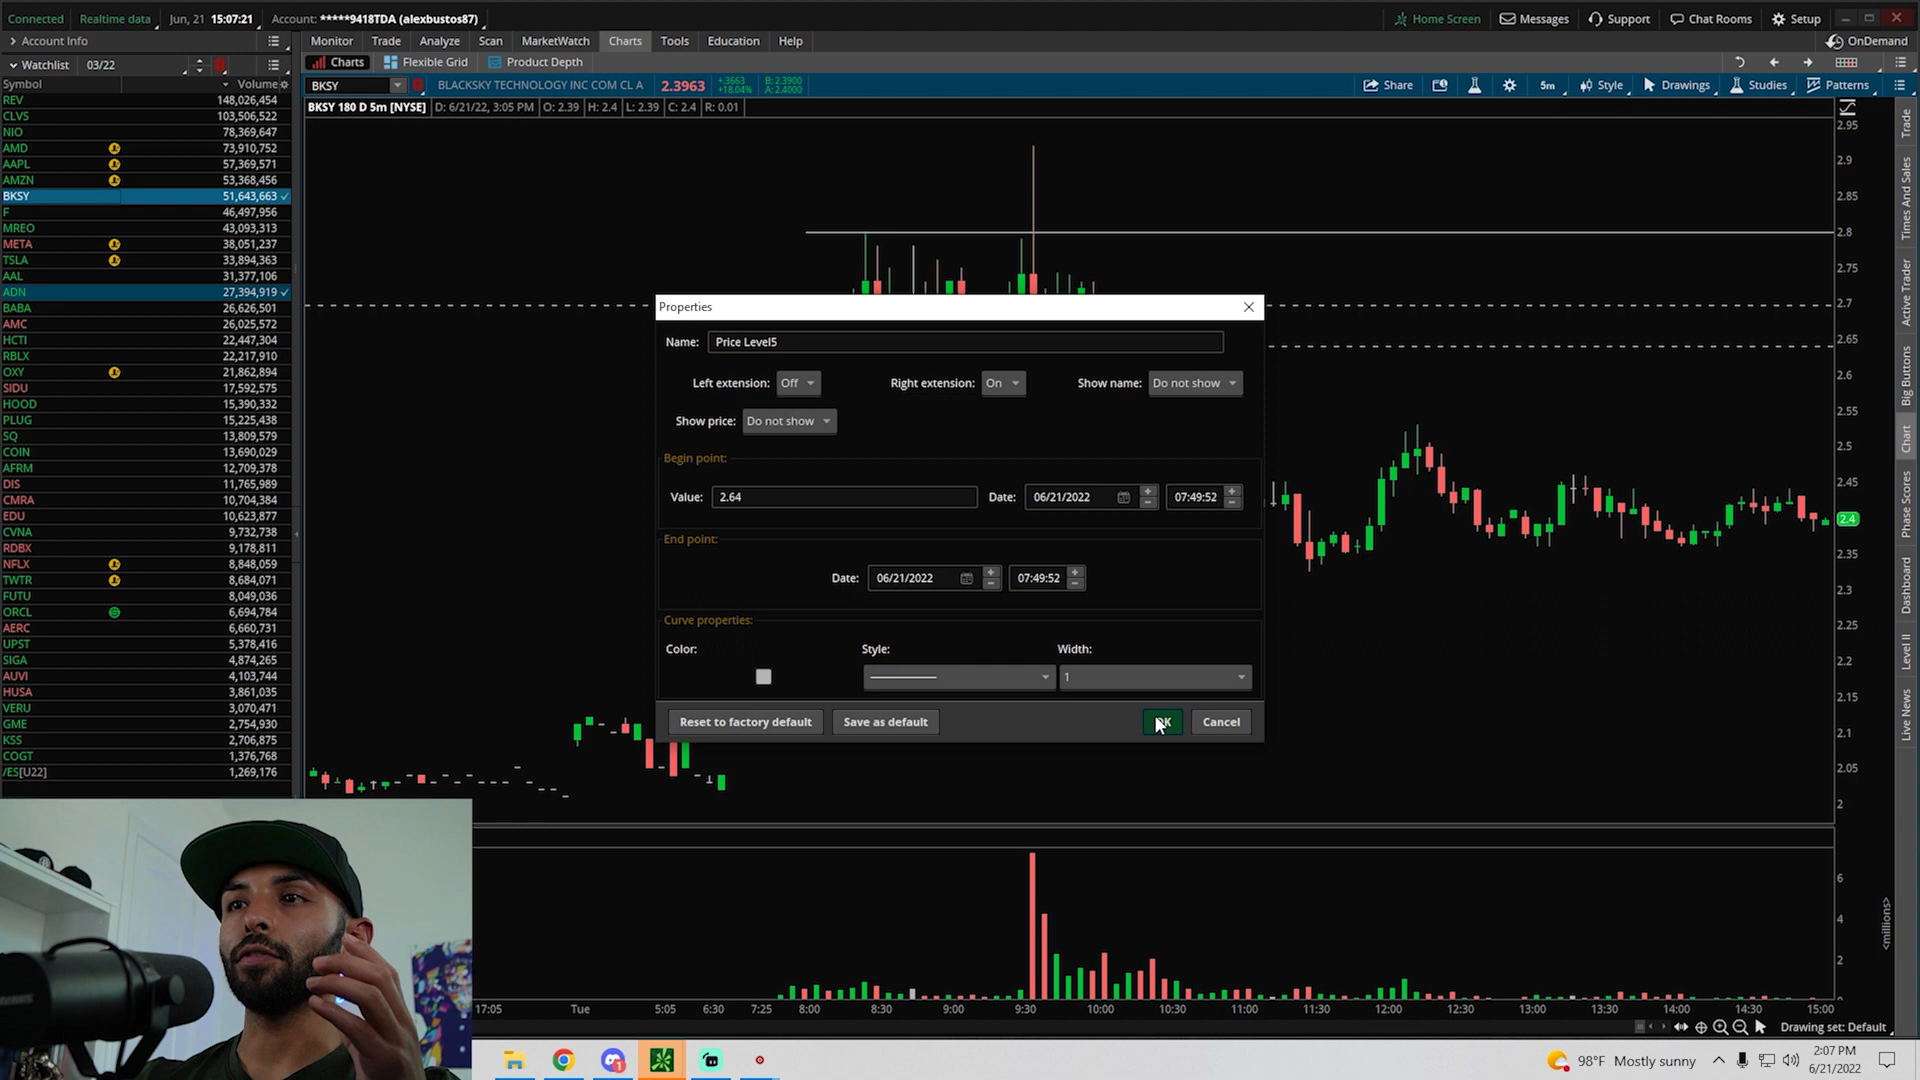 Connected Realtime data Jun, 21 15:07:21 Account: *****9418TDA (alexbustos87) Home Screen Messages Support Chat Rooms Setup
Account Info Monitor Trade Analyze Scan MarketWatch Charts Tools Education Help OnDemand
Watchlist 03/22 Charts Flexible Grid Product Depth
Symbol Volume BKSY BLACKSKY TECHNOLOGY INC COM CL A 2.3963 +.3663 +18.04% B: 2.3900 A: 2.4000 Share 5m Style Drawings Studies Patterns
BKSY 180 D 5m [NYSE] D: 6/21/22, 3:05 PM O: 2.39 H: 2.4 L: 2.39 C: 2.4 R: 0.01
REV 148,026,454
CLVS 103,506,522
NIO 78,369,647
AMD 73,910,752
AAPL 57,369,571
AMZN 53,368,456
BKSY 51,643,663
F 46,497,956
MREO 43,093,313
META 38,051,237
TSLA 33,894,363
AAL 31,377,106
ADN 27,394,919
BABA 26,626,501
AMC 26,025,572
HCTI 22,447,304
RBLX 22,217,910
OXY 21,862,894
SIDU 17,592,575
HOOD 15,390,332
PLUG 15,225,438
SQ 13,809,579
COIN 13,690,029
AFRM 12,709,378
DIS 11,765,989
CMRA 10,704,384
EDU 10,623,877
CVNA 9,732,738
RDBX 9,178,811
NFLX 8,848,059
TWTR 8,684,071
FUTU 8,049,036
ORCL 6,694,784
AERC 6,660,731
UPST 5,378,416
SIGA 4,874,265
AUVI 4,103,744
HUSA 3,861,035
VERU 3,070,471
GME 2,754,930
KSS 2,706,875
COGT 1,376,768
/ES[U22] 1,269,176
Properties
Name: Price Level5
Left extension: Off Right extension: On Show name: Do not show
Show price: Do not show
Begin point:
Value: 2.64 Date: 06/21/2022 07:49:52
End point:
Date: 06/21/2022 07:49:52
Curve properties:
Color: Style: Width:
1
Reset to factory default Save as default OK Cancel
2.95
2.9
2.85
2.8
2.75
2.7
2.65
2.6
2.55
2.5
2.45
2.4
2.35
2.3
2.25
2.2
2.15
2.1
2.05
2
6
4
2
0
<millions>
Trade
Times And Sales
Active Trader
Big Buttons
Chart
Phase Scores
Dashboard
Level II
Live News
17:05 Tue 5:05 6:30 7:25 8:00 8:30 9:00 9:30 10:00 10:30 11:00 11:30 12:00 12:30 13:00 13:30 14:00 14:30 15:00
Drawing set: Default
1
98°F Mostly sunny
2:07 PM
6/21/2022